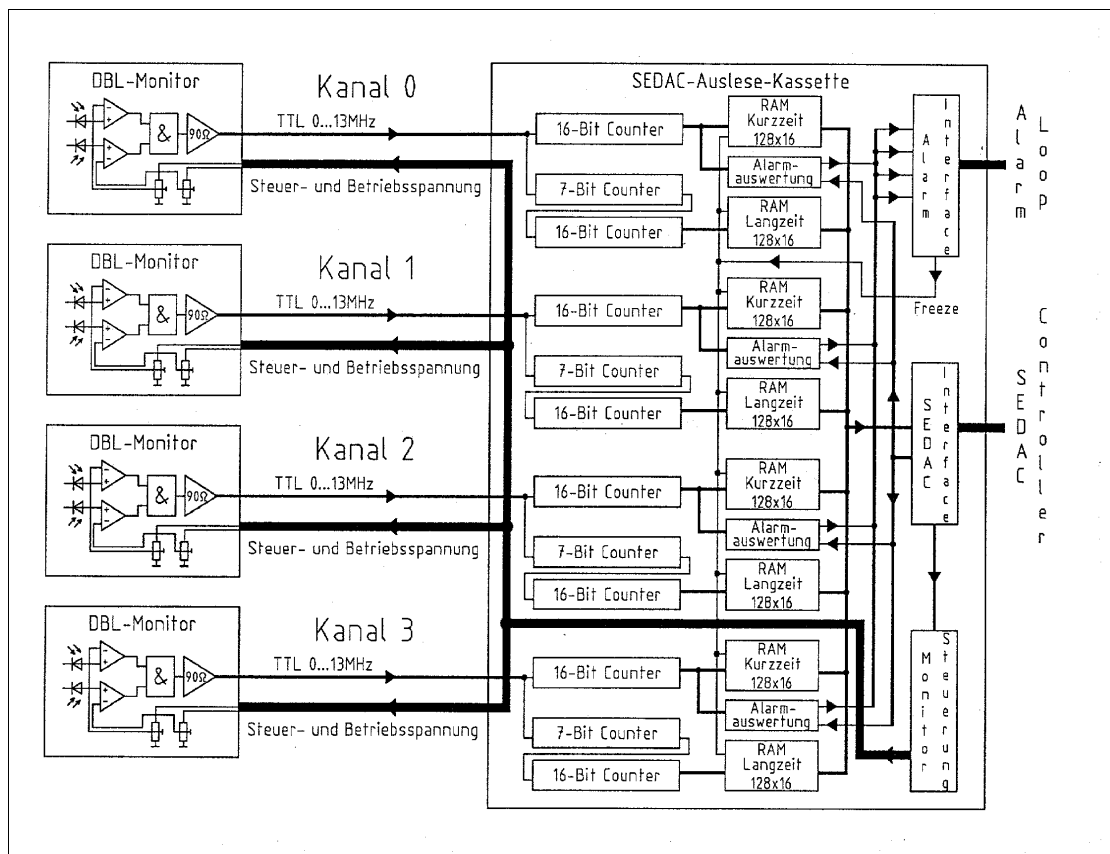 SEDAC-Auslese-Kassette
DBL-Monitor
&
90Ω
Kanal 0
TTL 0...13MHz
Steuer- und Betriebsspannung
16-Bit Counter
7-Bit Counter
16-Bit Counter
RAM
Kurzzeit
128x16
Alarm-
auswertung
RAM
Langzeit
128x16
DBL-Monitor
&
90Ω
Kanal 1
TTL 0...13MHz
Steuer- und Betriebsspannung
16-Bit Counter
7-Bit Counter
16-Bit Counter
RAM
Kurzzeit
128x16
Alarm-
auswertung
RAM
Langzeit
128x16
DBL-Monitor
&
90Ω
Kanal 2
TTL 0...13MHz
Steuer- und Betriebsspannung
16-Bit Counter
7-Bit Counter
16-Bit Counter
RAM
Kurzzeit
128x16
Alarm-
auswertung
RAM
Langzeit
128x16
DBL-Monitor
&
90Ω
Kanal 3
TTL 0...13MHz
Steuer- und Betriebsspannung
16-Bit Counter
7-Bit Counter
16-Bit Counter
RAM
Kurzzeit
128x16
Alarm-
auswertung
RAM
Langzeit
128x16
Alarm
Interface
Freeze
SEDAC
Interface
Monitor
Steuerung
Alarm
Loop
SEDAC
Controller